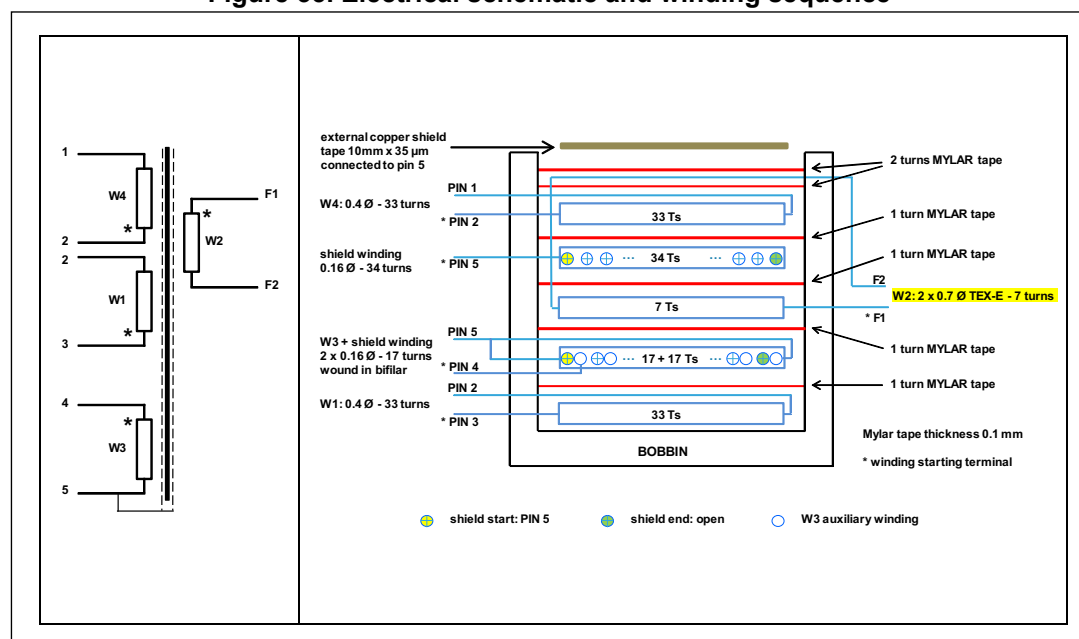 Figure 33. Electrical schematic and winding sequence
1
W4
*
2
2
W1
*
3
4
*
W3
5
F1
*
W2
F2
external copper shield
tape 10mm x 35 µm
connected to pin 5
PIN 1
W4: 0.4 Ø - 33 turns
* PIN 2
shield winding
0.16 Ø - 34 turns
* PIN 5
PIN 5
W3 + shield winding
2 x 0.16 Ø - 17 turns
wound in bifilar
* PIN 4
PIN 2
W1: 0.4 Ø - 33 turns
* PIN 3
33 Ts
··· 34 Ts ···
7 Ts
··· 17 + 17 Ts ···
33 Ts
BOBBIN
2 turns MYLAR tape
1 turn MYLAR tape
1 turn MYLAR tape
F2
W2: 2 x 0.7 Ø TEX-E - 7 turns
* F1
1 turn MYLAR tape
1 turn MYLAR tape
Mylar tape thickness 0.1 mm
* winding starting terminal
shield start: PIN 5
shield end: open
W3 auxiliary winding